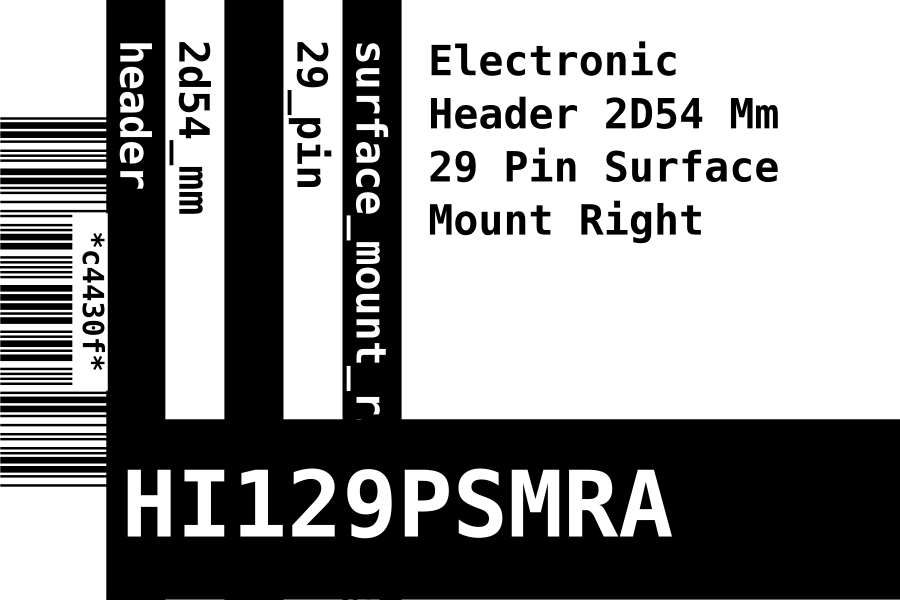 *c4430f*
header
2d54_mm
29_pin
surface_mount_r
Electronic
Header 2D54 Mm
29 Pin Surface
Mount Right
HI129PSMRA